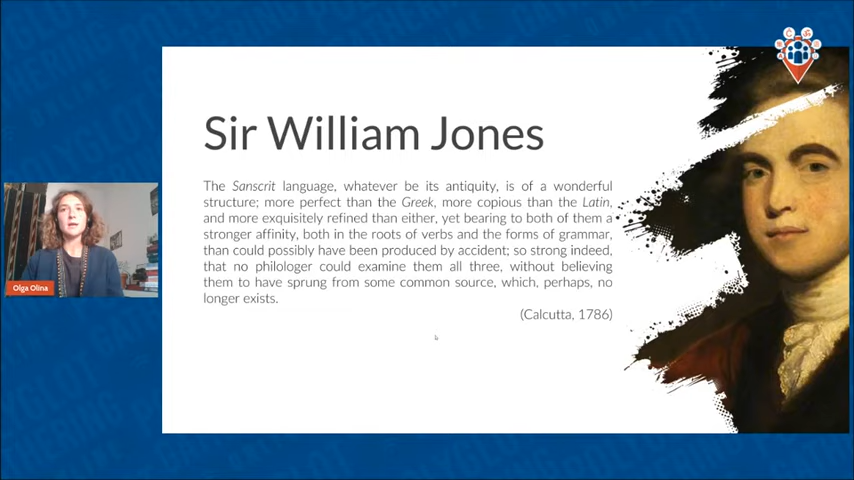 Sir William Jones
The Sanscrit language, whatever be its antiquity, is of a wonderful
structure; more perfect than the Greek, more copious than the Latin,
and more exquisitely refined than either, yet bearing to both of them a
stronger affinity, both in the roots of verbs and the forms of grammar,
than could possibly have been produced by accident; so strong indeed,
that no philologer could examine them all three, without believing
them to have sprung from some common source, which, perhaps, no
longer exists.
(Calcutta, 1786)
Olga Olina